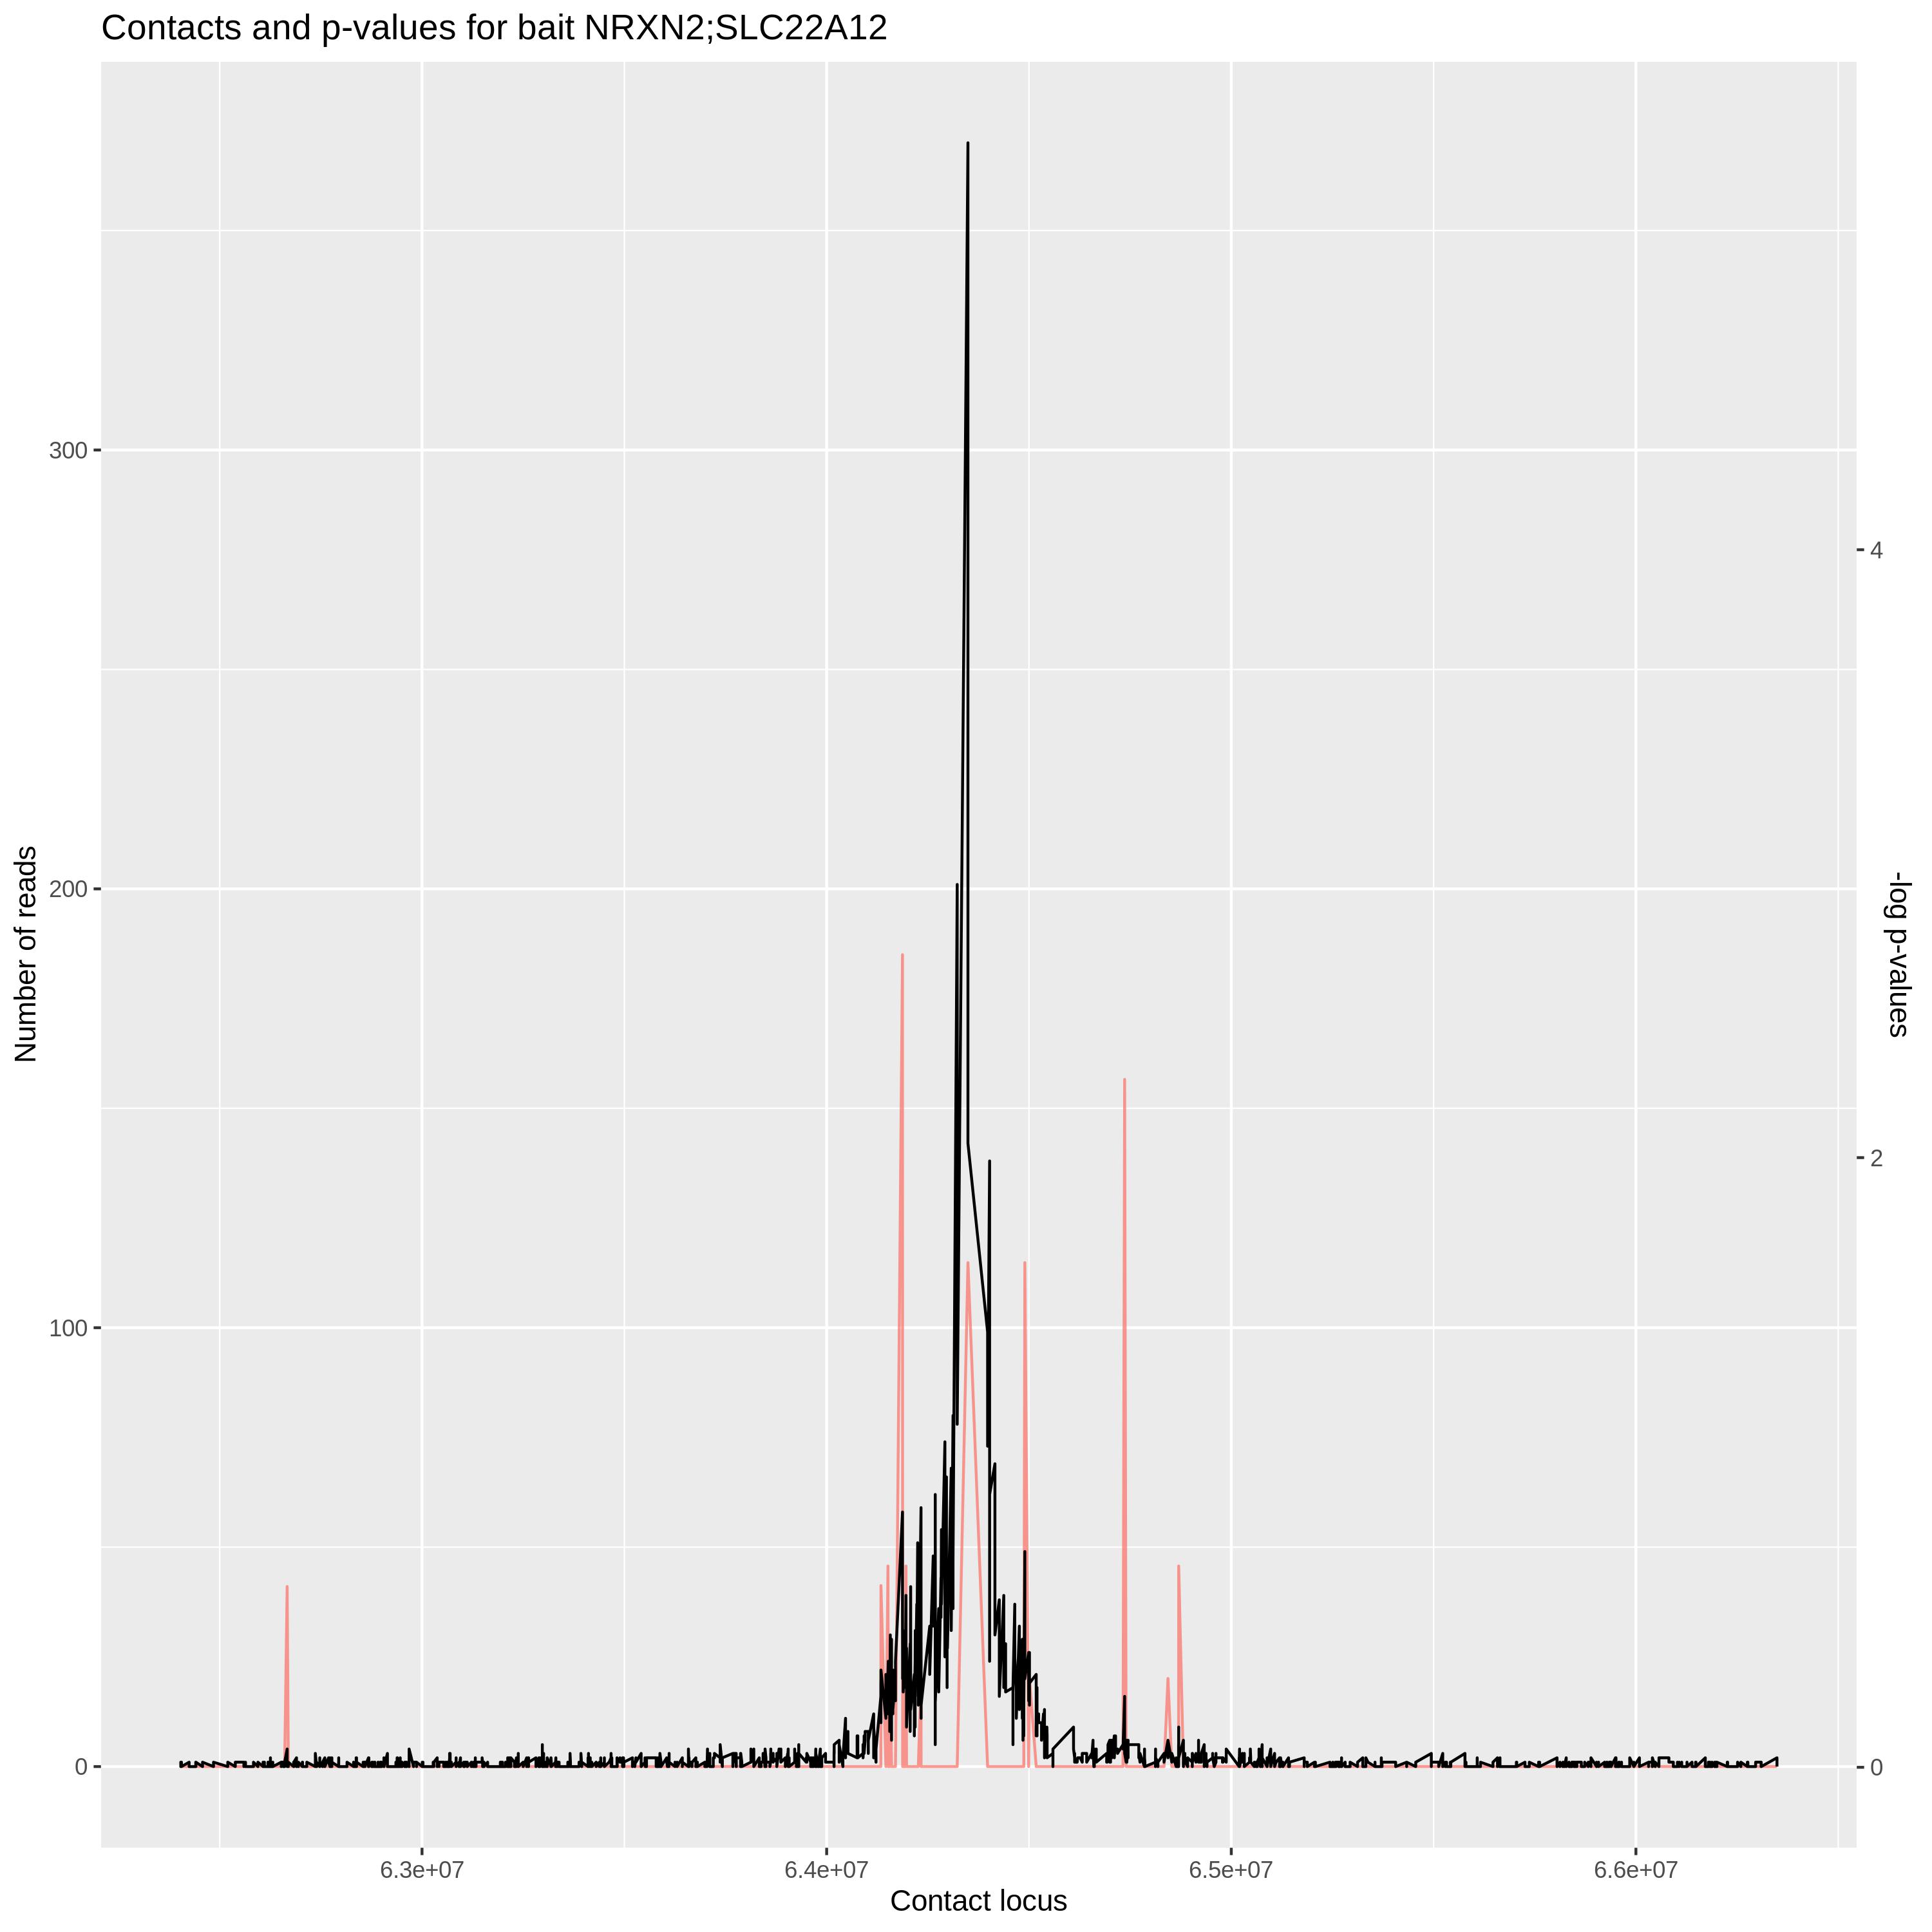 Contacts and p-values for bait NRXN2;SLC22A12
Number of reads
300
200
100
0
4
2
0
-log p-values
6.3e+07
6.4e+07
6.5e+07
6.6e+07
Contact locus